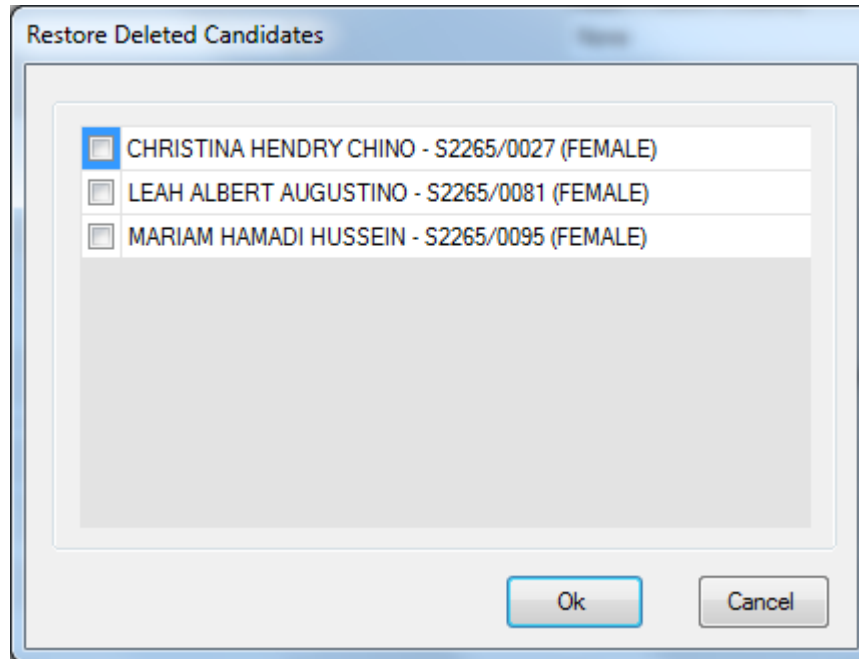 Restore Deleted Candidates
CHRISTINA HENDRY CHINO - S2265/0027 (FEMALE)
LEAH ALBERT AUGUSTINO - S2265/0081 (FEMALE)
MARIAM HAMADI HUSSEIN - S2265/0095 (FEMALE)
Ok Cancel